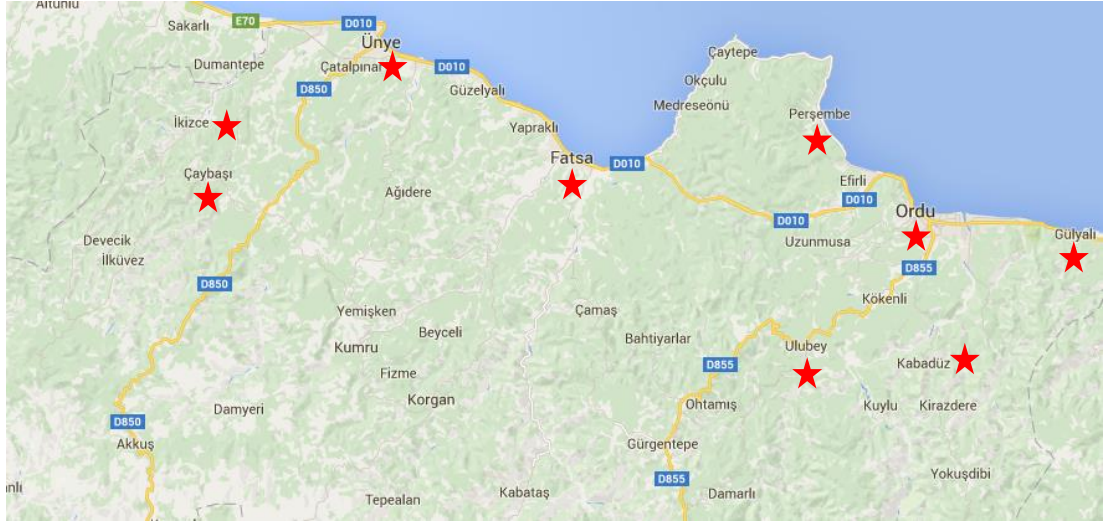 Altunlu
Sakarlı
E70
D010
Ünye
Dumantepe
Çatalpınar
D010
D850
Güzelyalı
Çaytepe
Okçulu
Medreseönü
Perşembe
İkizce
Yapraklı
Fatsa
D010
Çaybaşı
Ağıdere
Efirli
D010
Ordu
D010
Devecik
Uzunmusa
Gülyalı
İlküvez
D855
D850
Kökenli
Yemişken
Çamaş
Beyceli
Bahtiyarlar
Kumru
Ulubey
Kabadüz
Fizme
D855
Korgan
Damyeri
Ohtamış
Kuylu
Kirazdere
D850
Akkuş
Gürgentepe
Yokuşdibi
D855
Tepealan
Kabataş
Damarlı